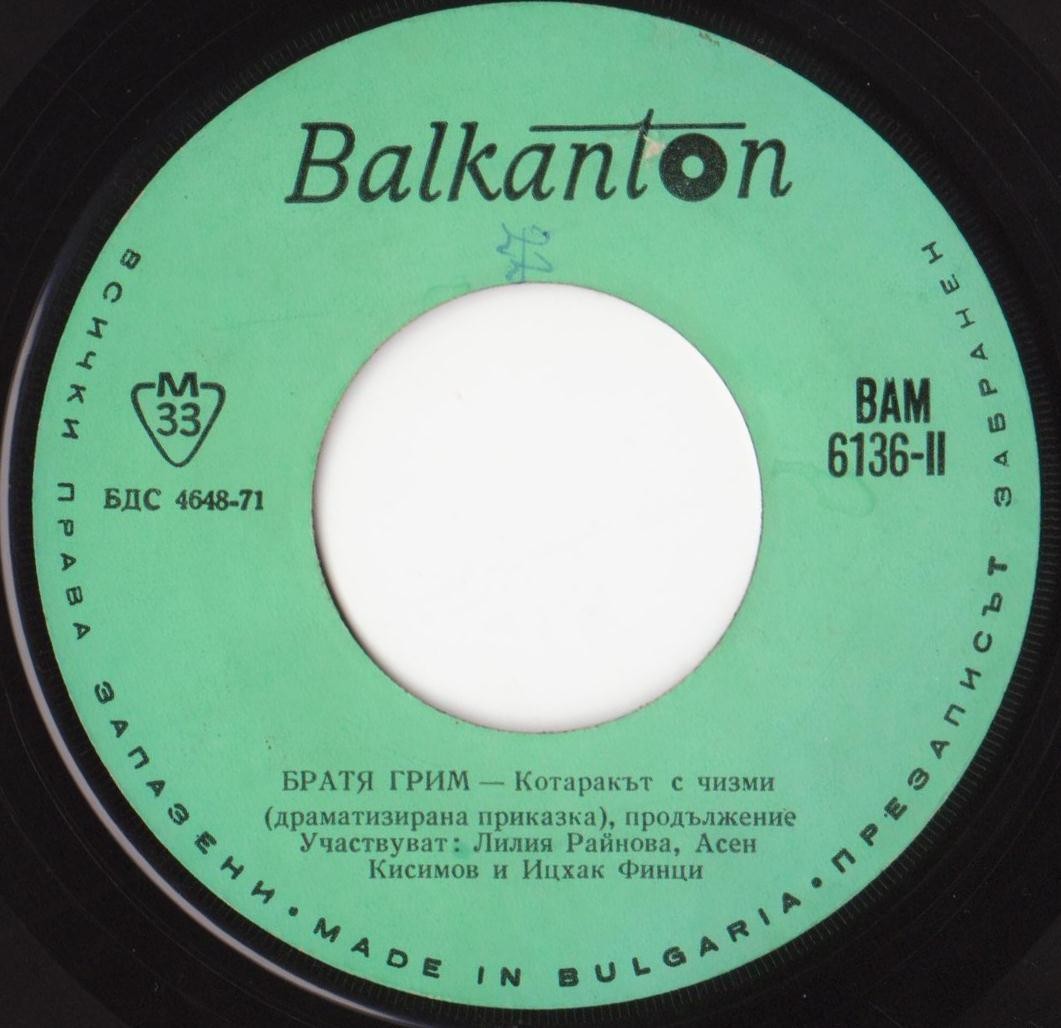 Balkanton
M
33
БДС 4648-71
ВАМ
6136-II
БРАТЯ ГРИМ — Котаракът с чизми
(драматизирана приказка), продължение
Участвуват: Лилия Райнова, Асен
Кисимов и Ицхак Финци
ВСИЧКИ ПРАВА ЗАПАЗЕНИ • MADE IN BULGARIA • ПРЕЗАПИСЪТ ЗАБРАНЕН